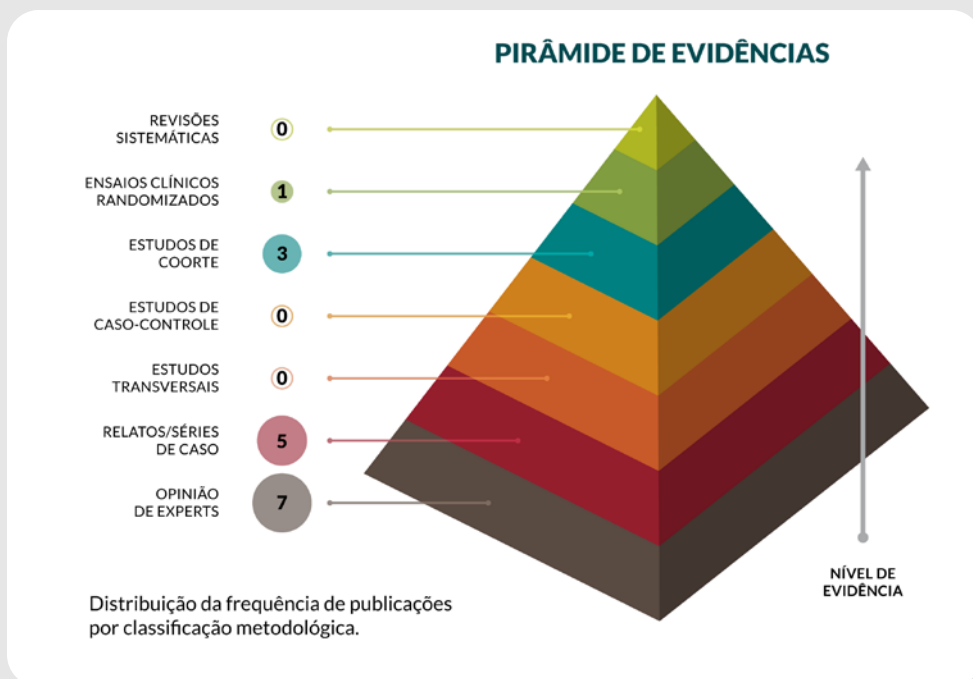 PIRÂMIDE DE EVIDÊNCIAS
REVISÕES
SISTEMÁTICAS
0
ENSAIOS CLÍNICOS
RANDOMIZADOS
1
ESTUDOS DE
COORTE
3
ESTUDOS DE
CASO-CONTROLE
0
ESTUDOS
TRANSVERSAIS
0
RELATOS/SÉRIES
DE CASO
5
OPINIÃO
DE EXPERTS
7
NÍVEL DE
EVIDÊNCIA
Distribuição da frequência de publicações
por classificação metodológica.